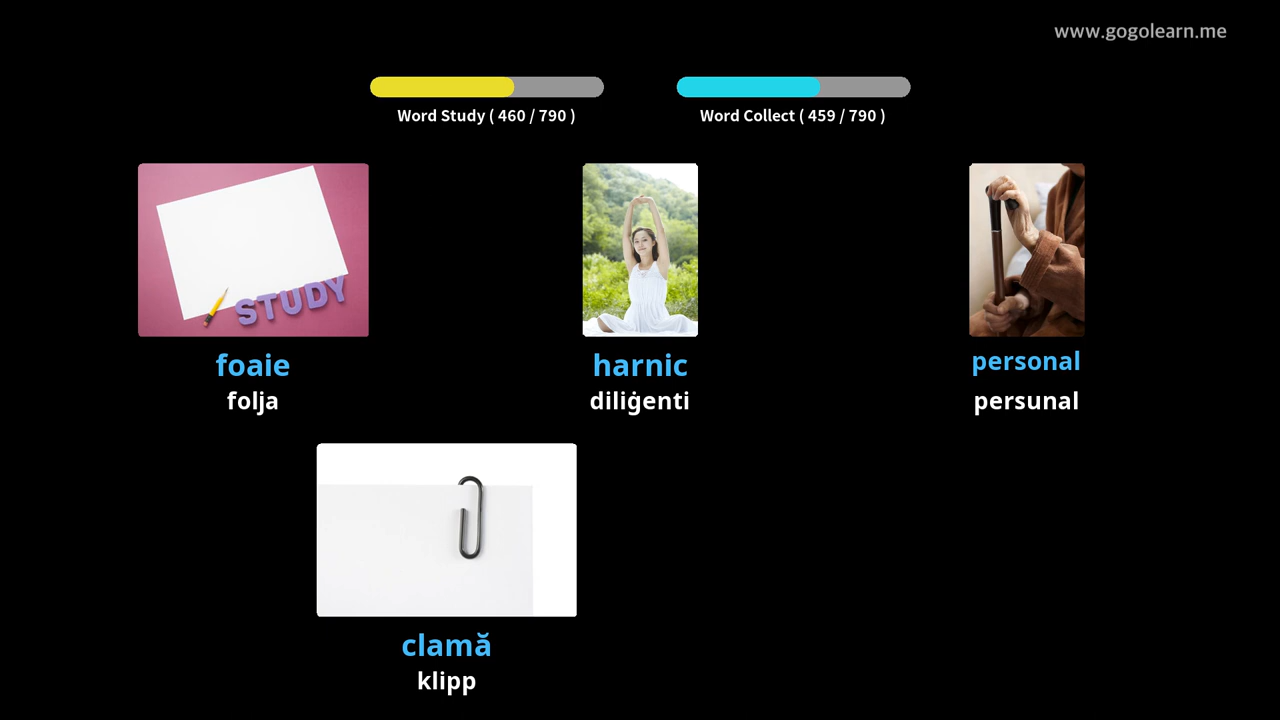 www.gogolearn.me
Word Study ( 460 / 790 )
Word Collect ( 459 / 790 )
STUDY
foaie
folja
harnic
diliġenti
personal
persunal
clamă
klipp